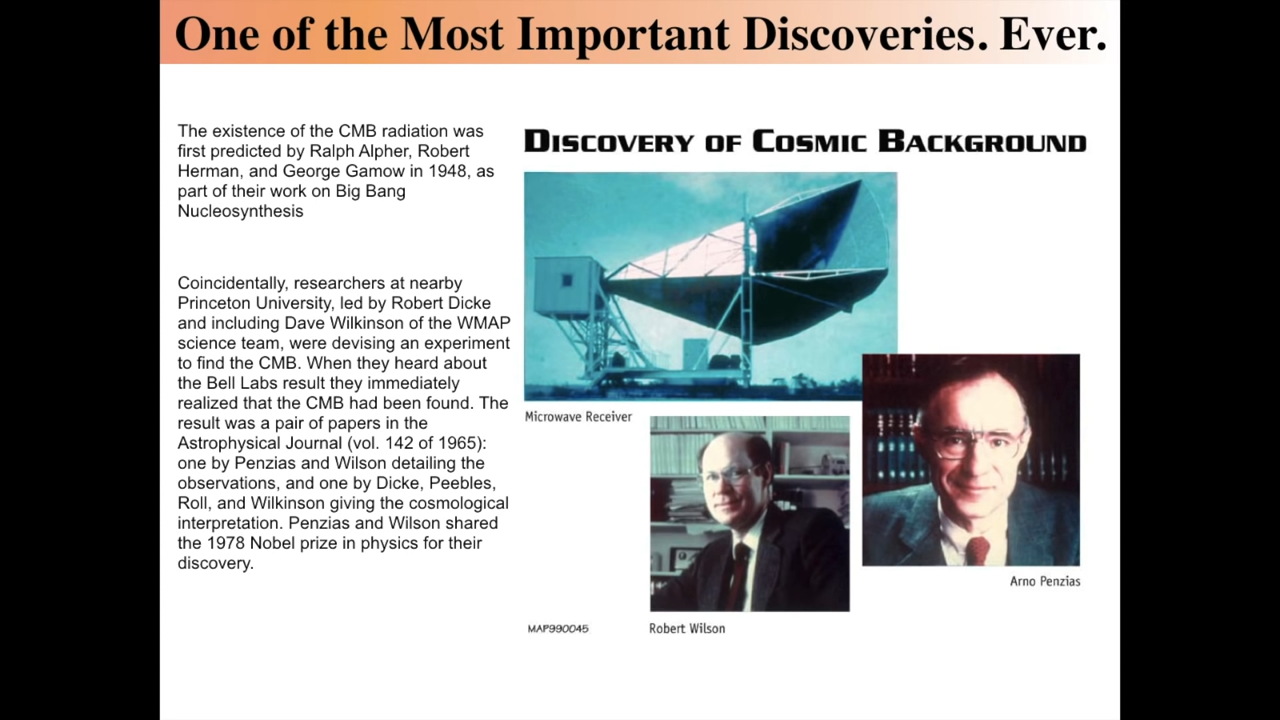 One of the Most Important Discoveries. Ever.
The existence of the CMB radiation was
first predicted by Ralph Alpher, Robert
Herman, and George Gamow in 1948, as
part of their work on Big Bang
Nucleosynthesis
Coincidentally, researchers at nearby
Princeton University, led by Robert Dicke
and including Dave Wilkinson of the WMAP
science team, were devising an experiment
to find the CMB. When they heard about
the Bell Labs result they immediately
realized that the CMB had been found. The
result was a pair of papers in the
Astrophysical Journal (vol. 142 of 1965):
one by Penzias and Wilson detailing the
observations, and one by Dicke, Peebles,
Roll, and Wilkinson giving the cosmological
interpretation. Penzias and Wilson shared
the 1978 Nobel prize in physics for their
discovery.
DISCOVERY OF COSMIC BACKGROUND
Microwave Receiver
Arno Penzias
MAP990045
Robert Wilson